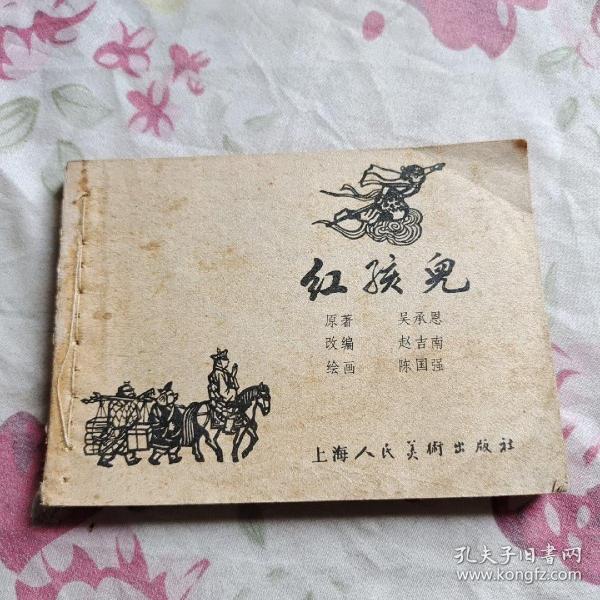 红孩兒
原著 吴承恩
改编 赵吉南
绘画 陈国强
上海人民美術出版社
孔夫子旧书网
www.kongfz.com